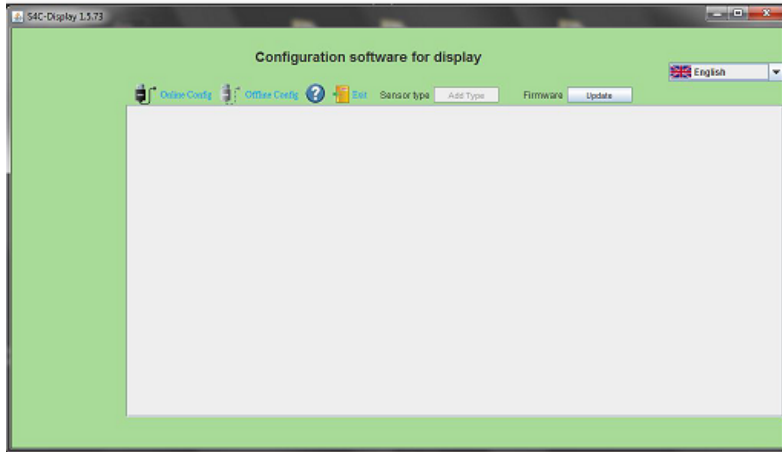 S4C-Display 1.5.73
Configuration software for display
English
Online Config Offline Config ? Exit Sensor type Add Type Firmware Update